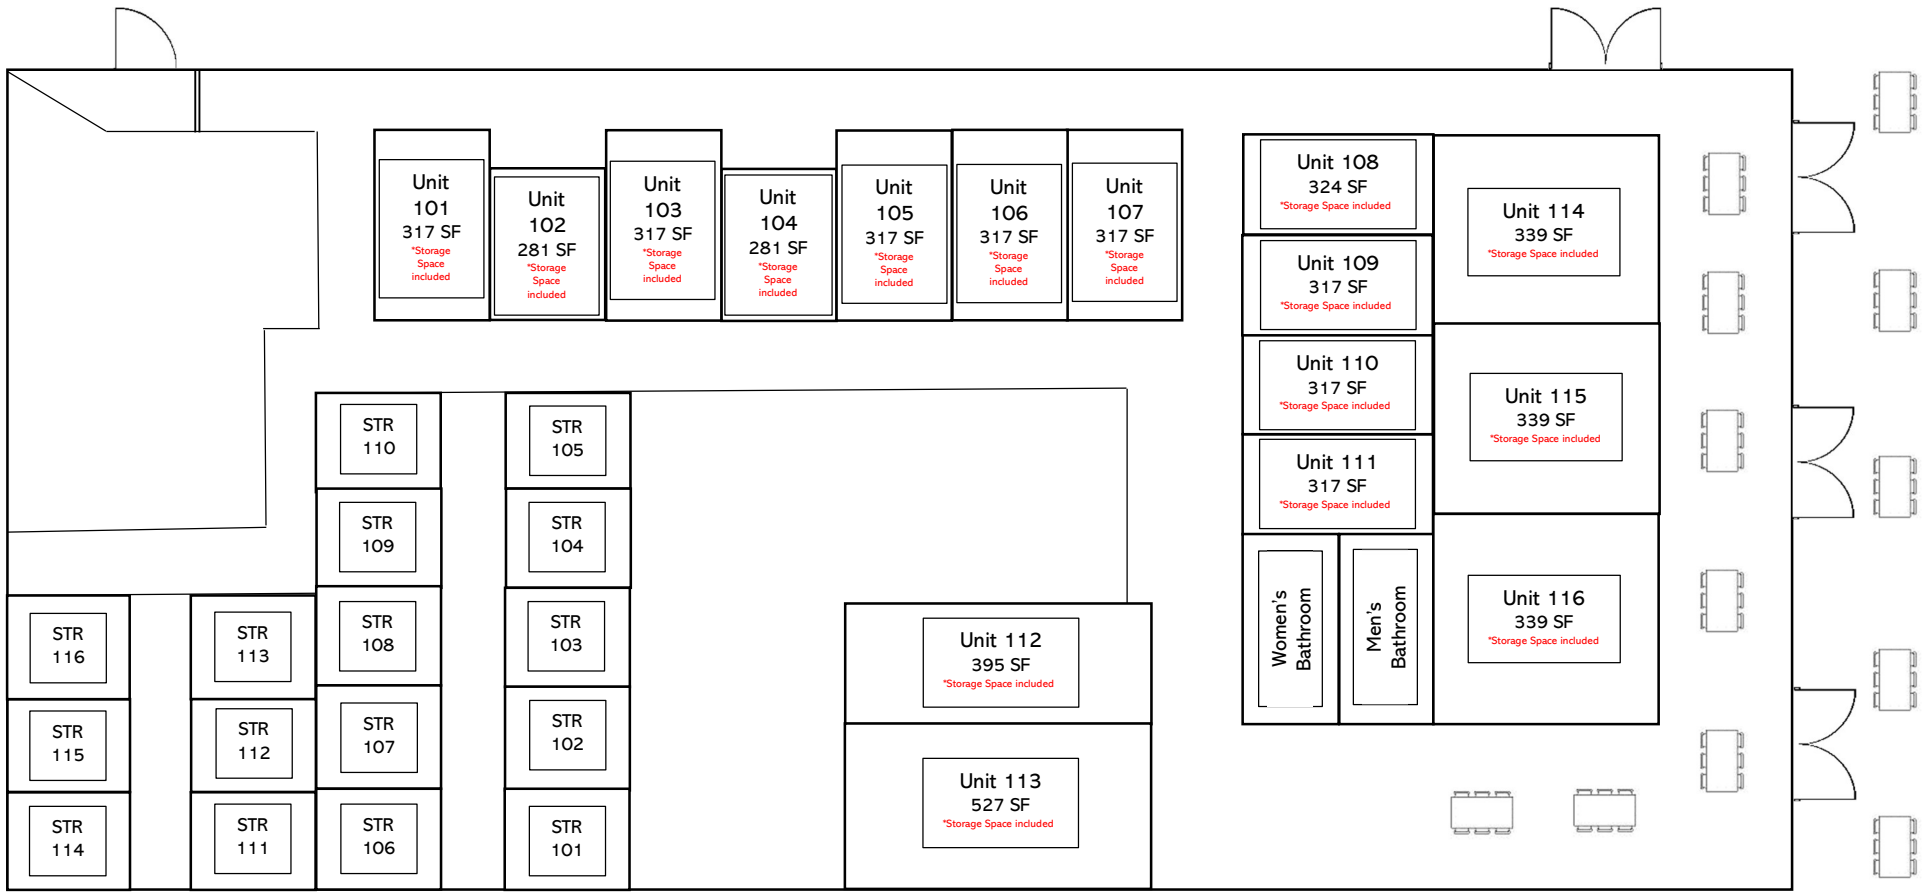 Unit
101
317 SF
*Storage
Space
included
Unit
102
281 SF
*Storage
Space
included
Unit
103
317 SF
*Storage
Space
included
Unit
104
281 SF
*Storage
Space
included
Unit
105
317 SF
*Storage
Space
included
Unit
106
317 SF
*Storage
Space
included
Unit
107
317 SF
*Storage
Space
included
Unit 108
324 SF
*Storage Space included
Unit 109
317 SF
*Storage Space included
Unit 110
317 SF
*Storage Space included
Unit 111
317 SF
*Storage Space included
Unit 114
339 SF
*Storage Space included
Unit 115
339 SF
*Storage Space included
Unit 116
339 SF
*Storage Space included
Women's
Bathroom
Men's
Bathroom
Unit 112
395 SF
*Storage Space included
Unit 113
527 SF
*Storage Space included
STR
110
STR
109
STR
108
STR
107
STR
106
STR
105
STR
104
STR
103
STR
102
STR
101
STR
116
STR
115
STR
114
STR
113
STR
112
STR
111